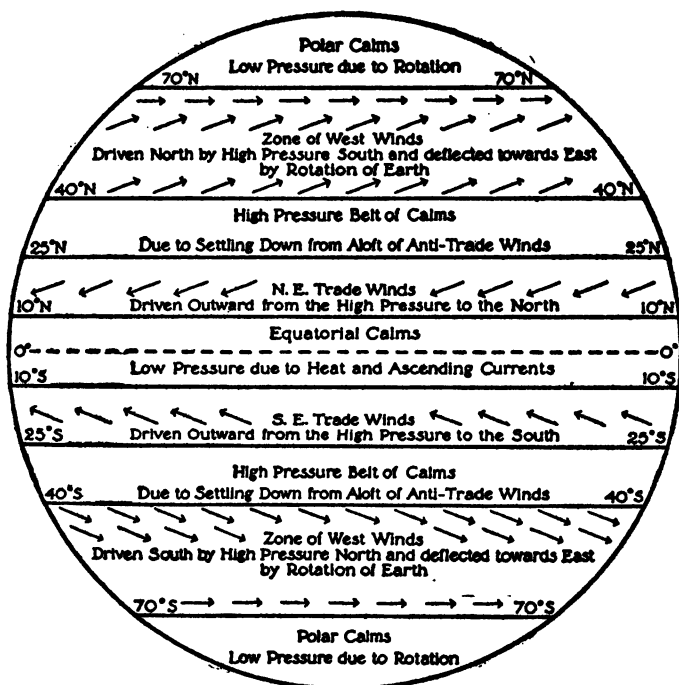 Polar Calms
Low Pressure due to Rotation
70°N 70°N
Zone of West Winds
Driven North by High Pressure South and deflected towards East
by Rotation of Earth
40°N 40°N
High Pressure Belt of Calms
25°N Due to Settling Down from Aloft of Anti-Trade Winds 25°N
N.E. Trade Winds
10°N Driven Outward from the High Pressure to the North 10°N
Equatorial Calms
0° 0°
Low Pressure due to Heat and Ascending Currents
10°S 10°S
S.E. Trade Winds
25°S Driven Outward from the High Pressure to the South 25°S
High Pressure Belt of Calms
40°S Due to Settling Down from Aloft of Anti-Trade Winds 40°S
Zone of West Winds
Driven South by High Pressure North and deflected towards East
by Rotation of Earth
70°S 70°S
Polar Calms
Low Pressure due to Rotation